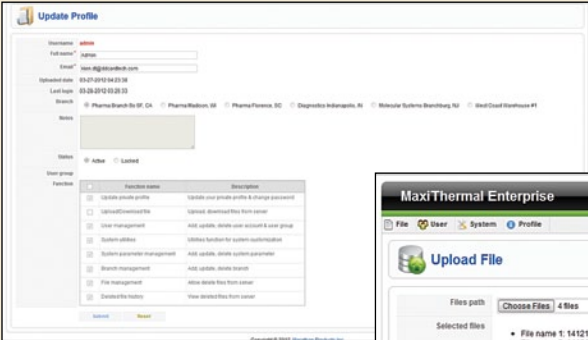 Update Profile
Username admin
Full name* Admin
Email*
Updated date 03-27-2012 04:23:38
Last login 03-28-2012 03:20:33
Branch Pharma Branch So SF, CA Pharma Madison, WI Pharma Florence, SC Diagnostics Indianapolis, IN Molecular Systems Branchburg, NJ West Coast Warehouse #1
Notes
Status Active Locked
User group
Function
Function name Description
Update private profile Update your private profile & change password
Upload/Download file Upload, download files from server
User management Add, update, delete user account & user group
System utilities Utilities function for system customization
System parameter management Add, update, delete system parameter
Branch management Add, update, delete branch
File management Allow delete files from server
Deleted file history View deleted files from server
Submit Reset
MaxiThermal Enterprise
File User System Profile
Upload File
Files path Choose Files 4 files
Selected files
• File name 1: 14121